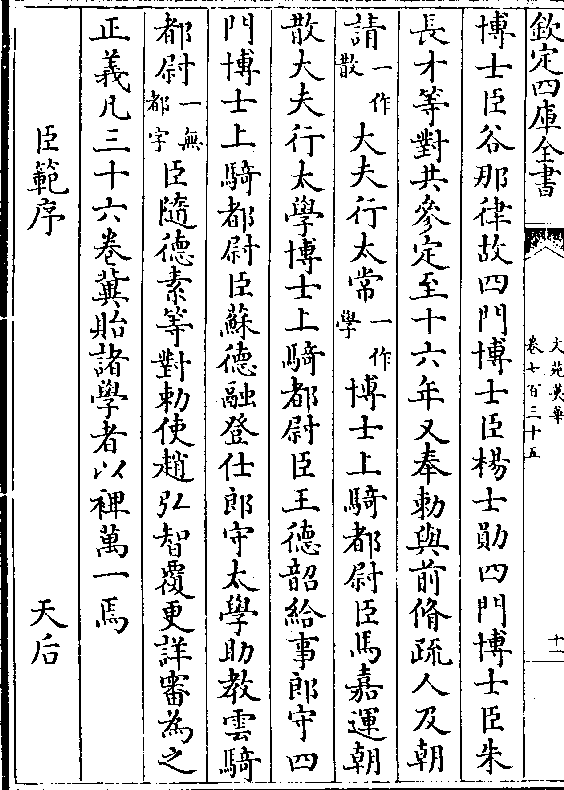 欽定四庫全書
文苑英華
卷七百三十五
十一
博士臣谷那律故四門博士臣楊士勛四門博士臣朱
長才等對共參定至十六年又奉勅與前脩疏人及朝
請一作散大夫行太常一作學博士上騎都尉臣馬嘉運朝
散大夫行太學博士上騎都尉臣王德韶給事郎守四
門博士上騎都尉臣蘇德融登仕郎守太學助教雲騎
都尉一無都字臣隨德素等對勅使趙弘智覆更詳審為之
正義凡三十六卷冀貽諸學者以裨萬一焉
臣範序 天后